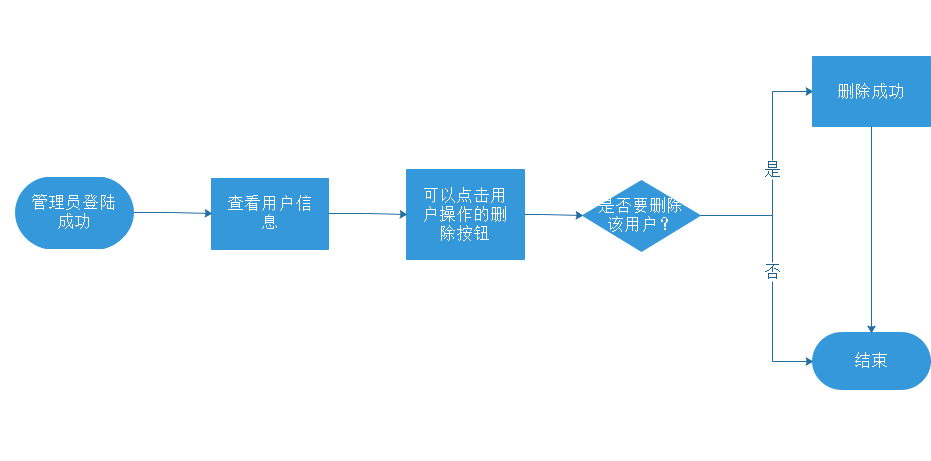 管理员登陆
成功
查看用户信
息
可以点击用
户操作的删
除按钮
是否要删除
该用户？
是
否
删除成功
结束